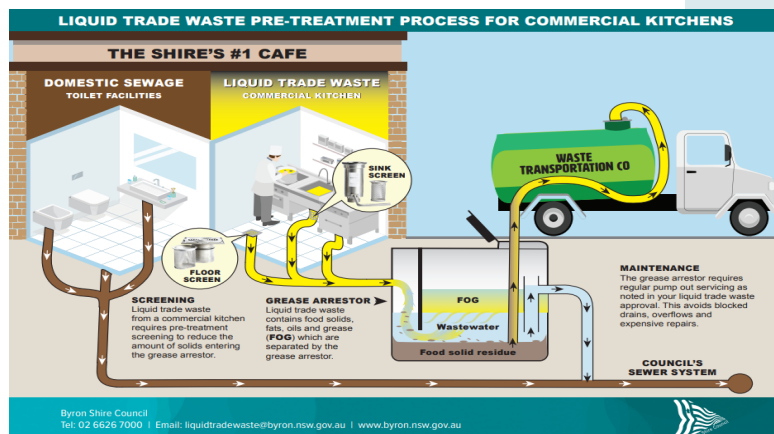 LIQUID TRADE WASTE PRE-TREATMENT PROCESS FOR COMMERCIAL KITCHENS
THE SHIRE'S #1 CAFE
DOMESTIC SEWAGE
TOILET FACILITIES
LIQUID TRADE WASTE
COMMERCIAL KITCHEN
SINK
SCREEN
WASTE
TRANSPORTATION CO
FLOOR
SCREEN
SCREENING
Liquid trade waste
from a commercial kitchen
requires pre-treatment
screening to reduce the
amount of solids entering
the grease arrestor.
GREASE ARRESTOR
Liquid trade waste
contains food solids,
fats, oils and grease
(FOG) which are
separated by the
grease arrestor.
FOG
Wastewater
Food solid residue
MAINTENANCE
The grease arrestor requires
regular pump out servicing as
noted in your liquid trade waste
approval. This avoids blocked
drains, overflows and
expensive repairs.
COUNCIL'S
SEWER SYSTEM
Byron Shire Council
Tel: 02 6626 7000 | Email: liquidtradewaste@byron.nsw.gov.au | www.byron.nsw.gov.au